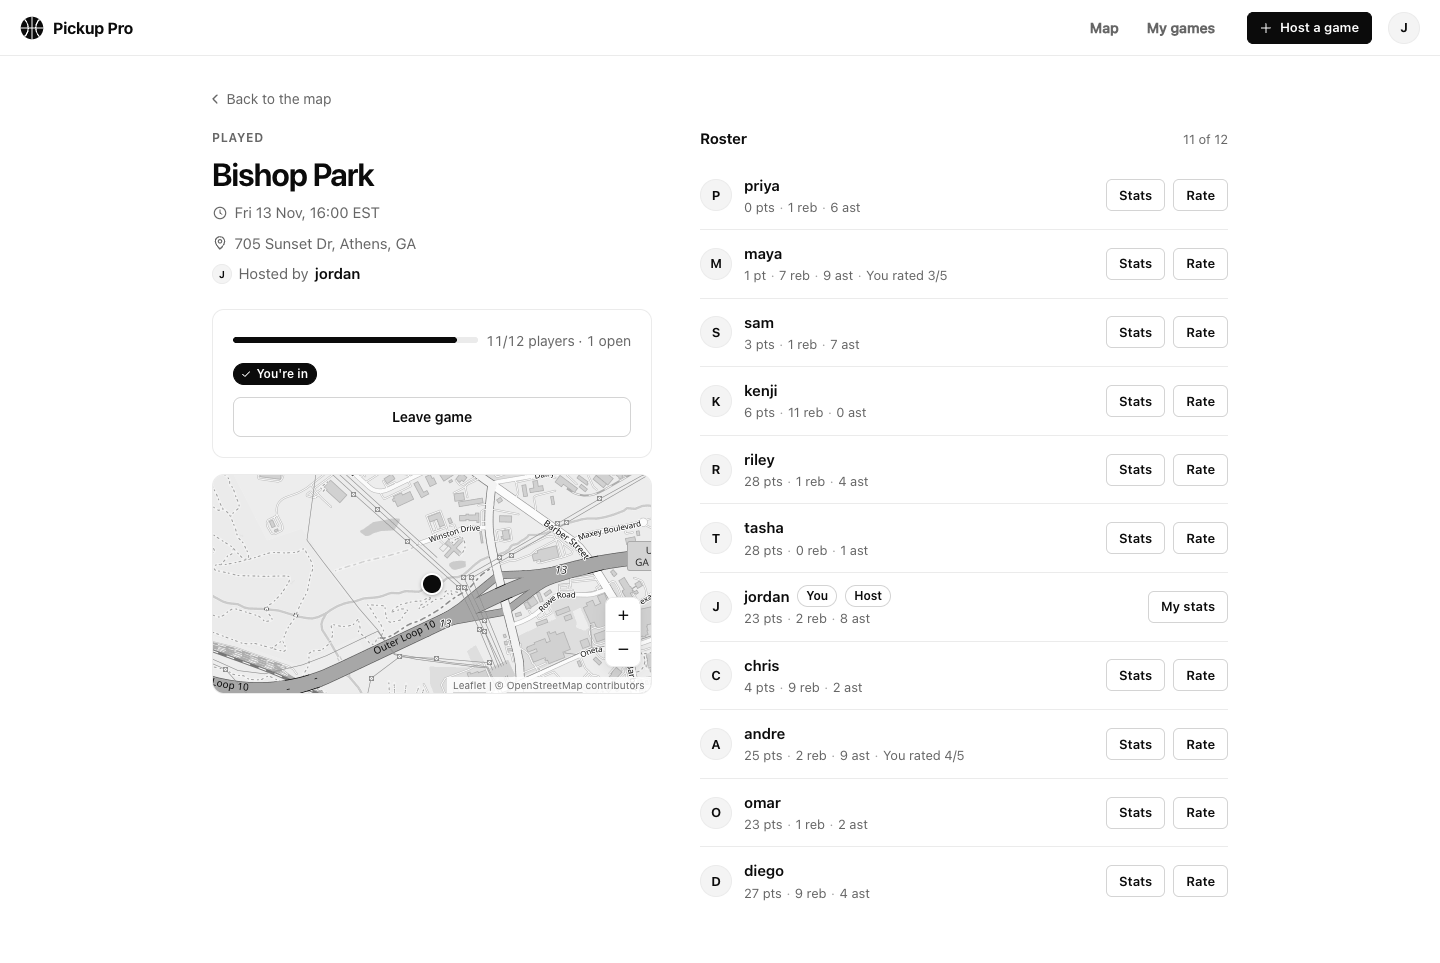 Pickup Pro
Map
My games
Host a game
J
Back to the map
PLAYED
Bishop Park
Fri 13 Nov, 16:00 EST
705 Sunset Dr, Athens, GA
J Hosted by jordan
11/12 players · 1 open
You're in
Leave game
Winston Drive
Barber Street
Maxey Boulevard
GA
13
Rowe Road
Outer Loop 10
13
Oneta
Loop 10
+
−
Leaflet | © OpenStreetMap contributors
Roster
11 of 12
P
priya
0 pts · 1 reb · 6 ast
Stats
Rate
M
maya
1 pt · 7 reb · 9 ast · You rated 3/5
Stats
Rate
S
sam
3 pts · 1 reb · 7 ast
Stats
Rate
K
kenji
6 pts · 11 reb · 0 ast
Stats
Rate
R
riley
28 pts · 1 reb · 4 ast
Stats
Rate
T
tasha
28 pts · 0 reb · 1 ast
Stats
Rate
J
jordan You Host
23 pts · 2 reb · 8 ast
My stats
C
chris
4 pts · 9 reb · 2 ast
Stats
Rate
A
andre
25 pts · 2 reb · 9 ast · You rated 4/5
Stats
Rate
O
omar
23 pts · 1 reb · 2 ast
Stats
Rate
D
diego
27 pts · 9 reb · 4 ast
Stats
Rate